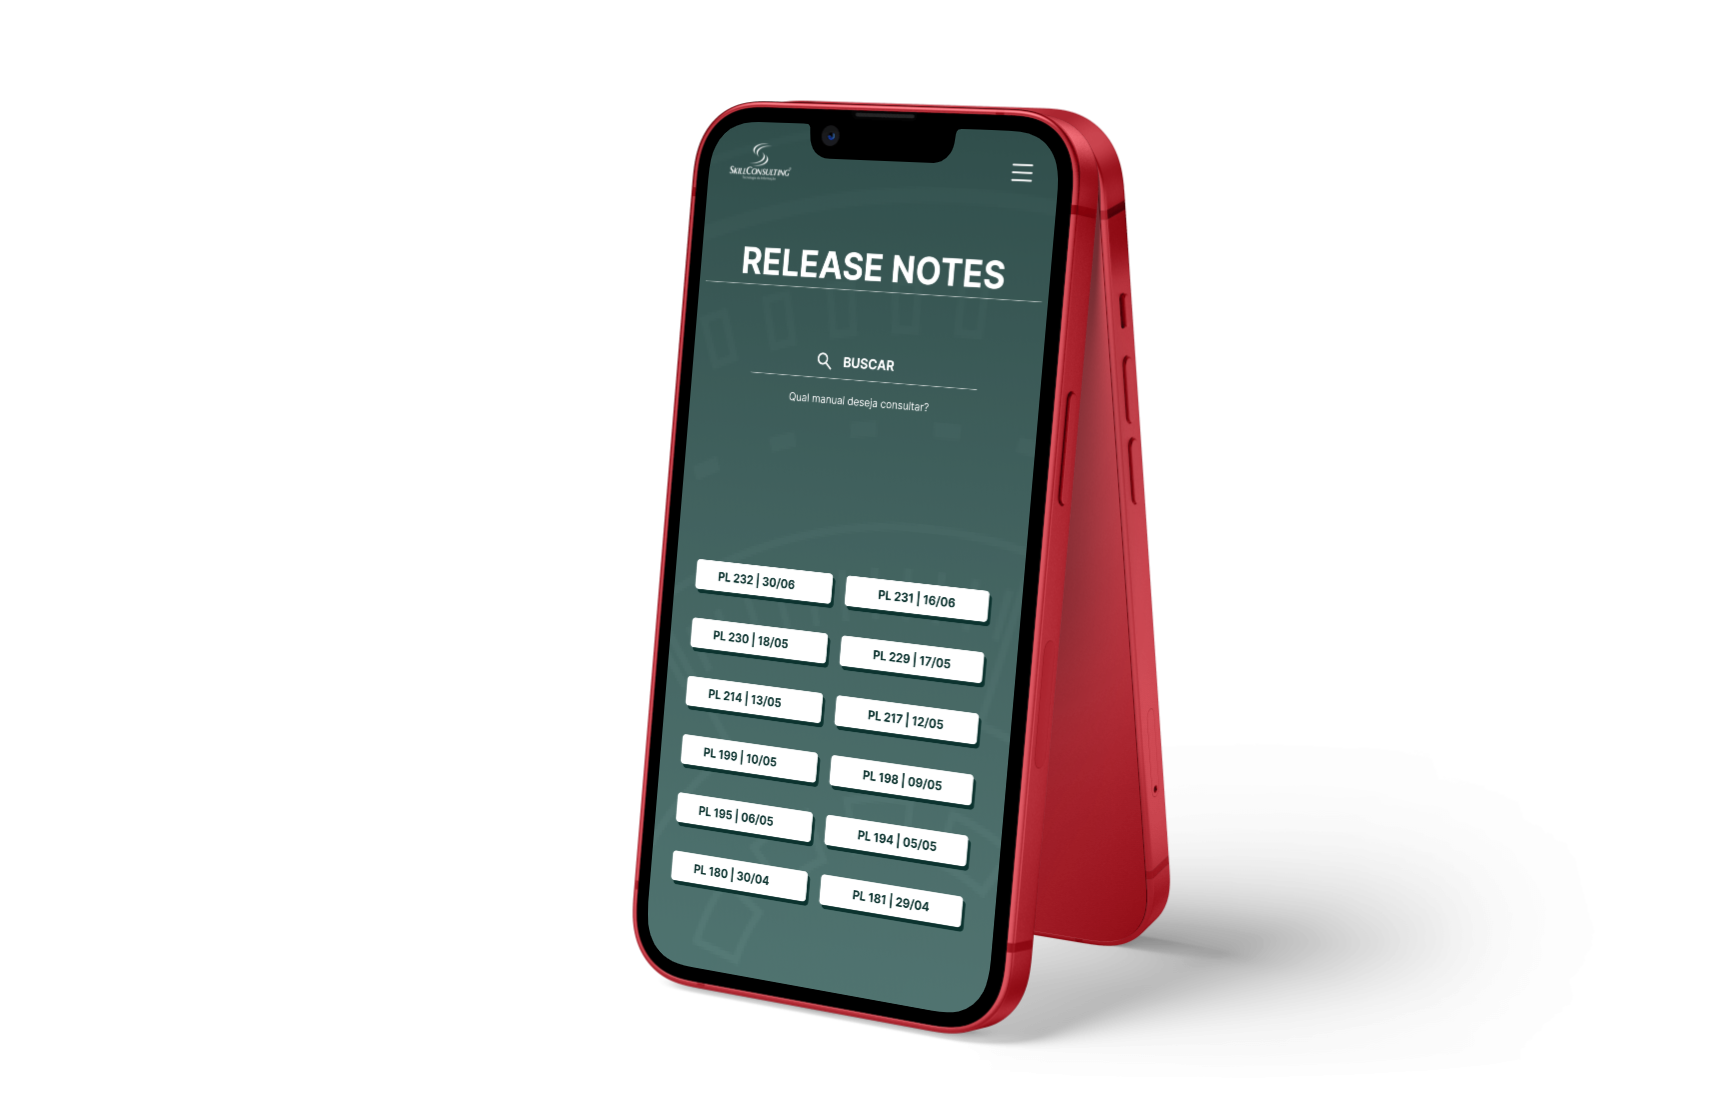 SKILLCONSULTING
RELEASE NOTES
BUSCAR
Qual manual deseja consultar?
PL 232 | 30/06
PL 231 | 16/06
PL 230 | 18/05
PL 229 | 17/05
PL 214 | 13/05
PL 217 | 12/05
PL 199 | 10/05
PL 198 | 09/05
PL 195 | 06/05
PL 194 | 05/05
PL 180 | 30/04
PL 181 | 29/04